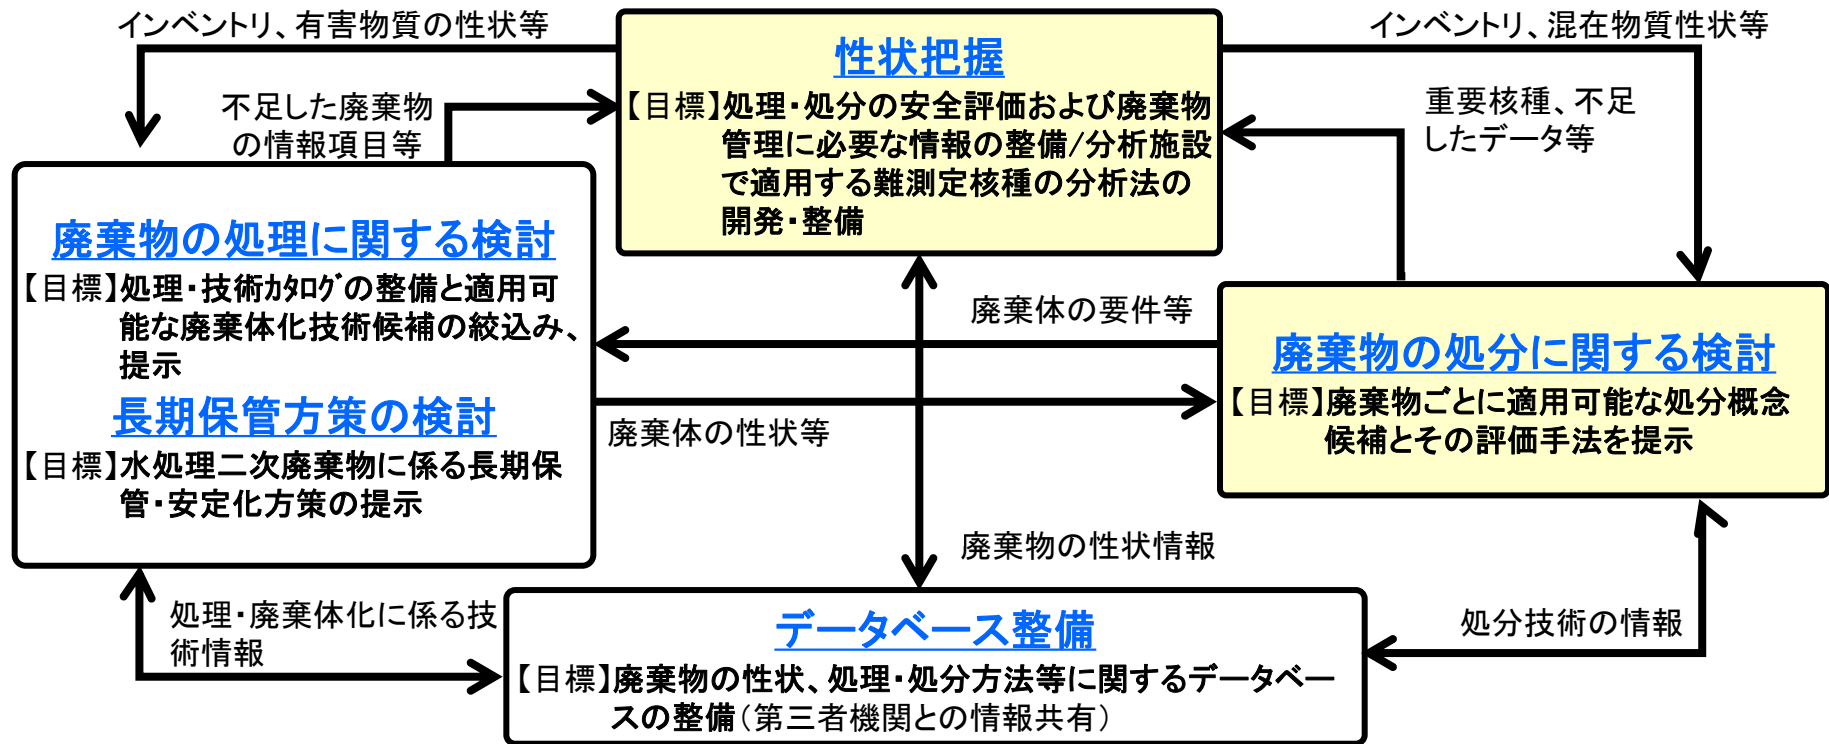 インベントリ、有害物質の性状等
インベントリ、混在物質性状等
性状把握
【目標】処理・処分の安全評価および廃棄物
管理に必要な情報の整備/分析施設
で適用する難測定核種の分析法の
開発・整備
不足した廃棄物
の情報項目等
重要核種、不足
したデータ等
廃棄物の処理に関する検討
【目標】処理・技術ｶﾀﾛｸﾞの整備と適用可
能な廃棄体化技術候補の絞込み、
提示
長期保管方策の検討
【目標】水処理二次廃棄物に係る長期保
管・安定化方策の提示
廃棄体の要件等
廃棄体の性状等
廃棄物の処分に関する検討
【目標】廃棄物ごとに適用可能な処分概念
候補とその評価手法を提示
廃棄物の性状情報
処理・廃棄体化に係る技
術情報
処分技術の情報
データベース整備
【目標】廃棄物の性状、処理・処分方法等に関するデータベー
スの整備（第三者機関との情報共有）